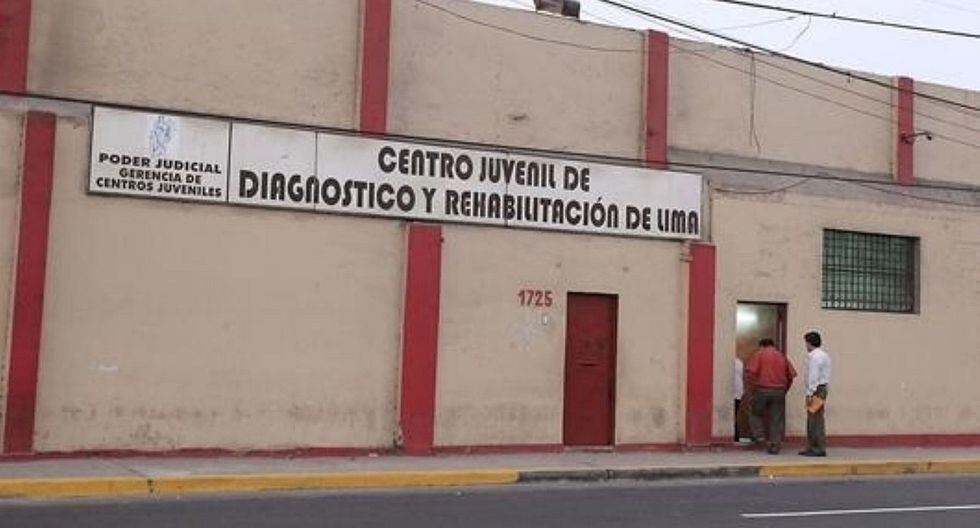 PODER JUDICIAL
GERENCIA DE
CENTROS JUVENILES
CENTRO JUVENIL DE
DIAGNOSTICO Y REHABILITACIÓN DE LIMA
1725